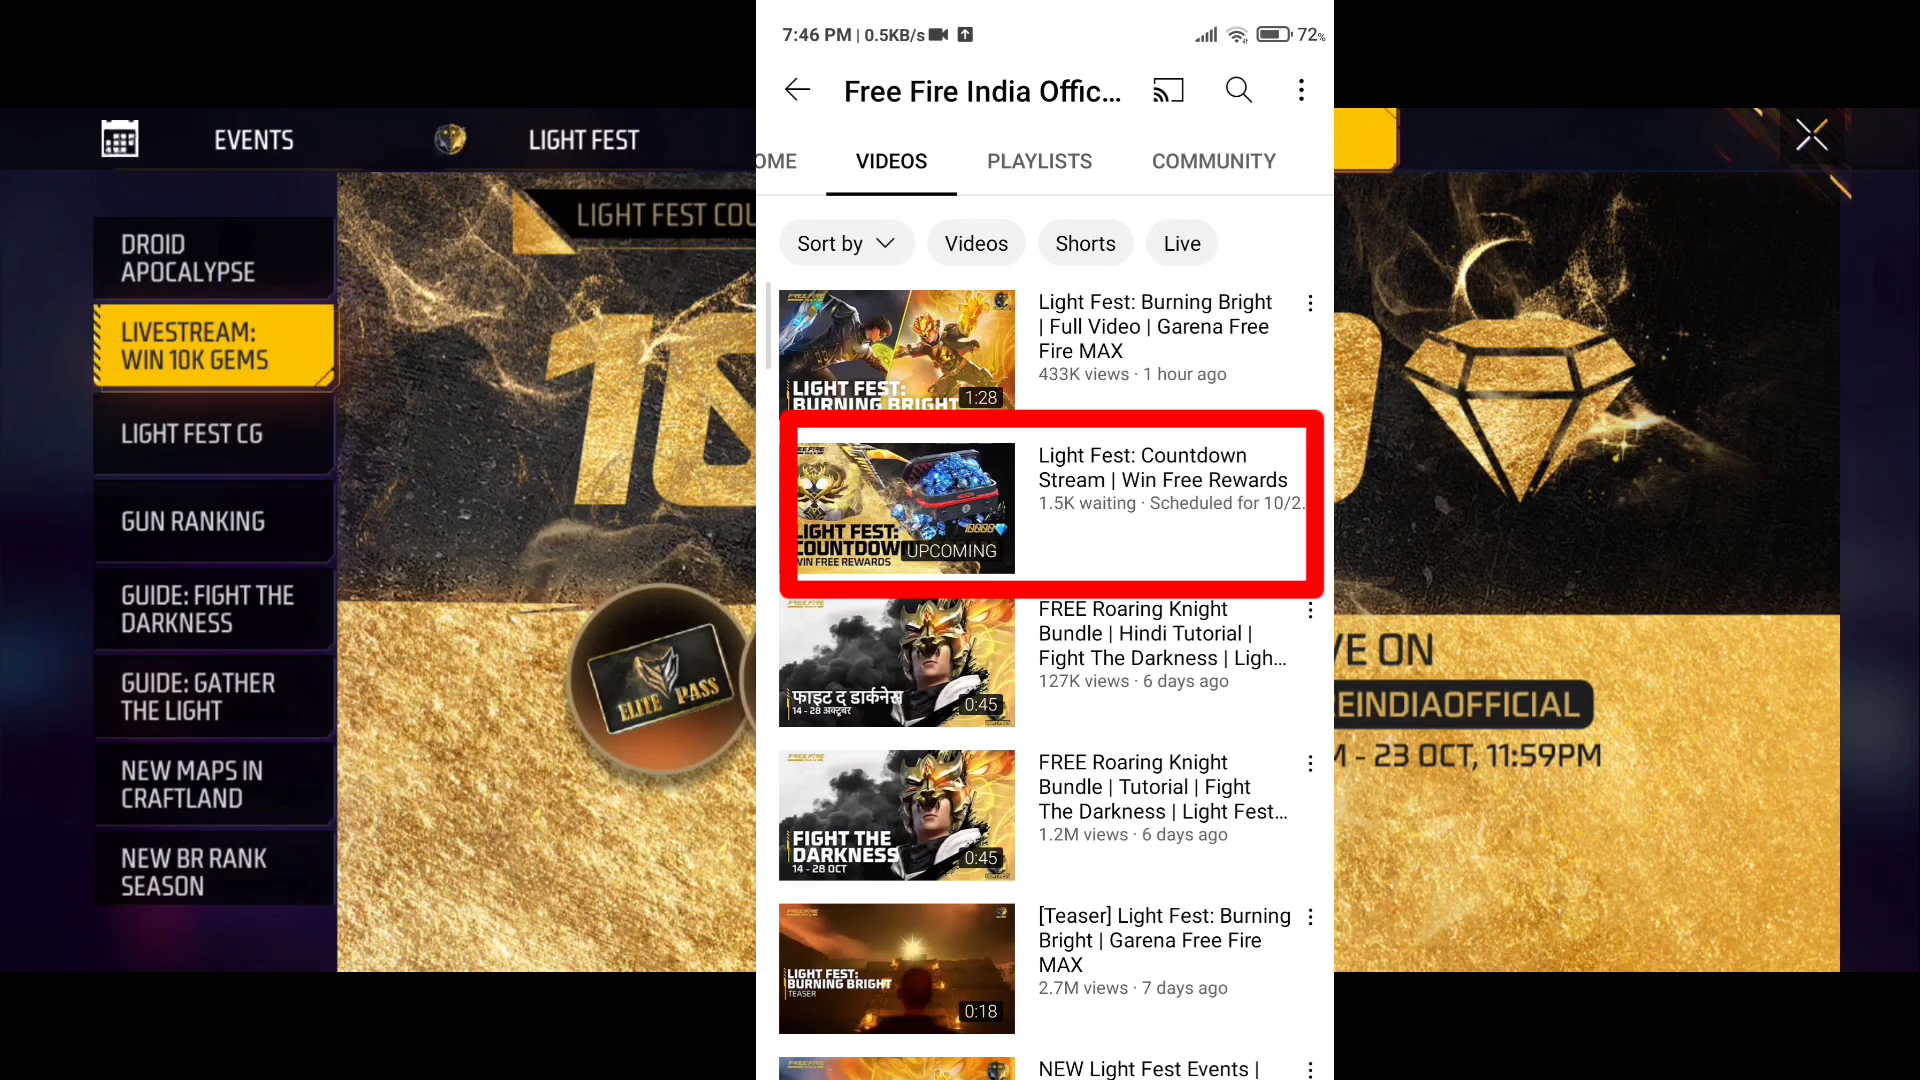 7:46 PM | 0.5KB/s
72%
Free Fire India Offic...
EVENTS
LIGHT FEST
OME
VIDEOS
PLAYLISTS
COMMUNITY
DROID
APOCALYPSE
LIVESTREAM:
WIN 10K GEMS
LIGHT FEST CG
GUN RANKING
GUIDE: FIGHT THE
DARKNESS
GUIDE: GATHER
THE LIGHT
NEW MAPS IN
CRAFTLAND
NEW BR RANK
SEASON
LIGHT FEST COU
10
ELITE PASS
Sort by
Videos
Shorts
Live
LIGHT FEST:
BURNING BRIGHT
1:28
Light Fest: Burning Bright
| Full Video | Garena Free
Fire MAX
433K views · 1 hour ago
10000
LIGHT FEST:
COUNTDOW
UPCOMING
WIN FREE REWARDS
Light Fest: Countdown
Stream | Win Free Rewards
1.5K waiting · Scheduled for 10/2.
FREE FIRE
फाइट द डार्कनेस
14 - 28 अक्टूबर
0:45
FREE Roaring Knight
Bundle | Hindi Tutorial |
Fight The Darkness | Ligh...
127K views · 6 days ago
FREE FIRE
FIGHT THE
DARKNESS
14 - 28 OCT
0:45
FREE Roaring Knight
Bundle | Tutorial | Fight
The Darkness | Light Fest...
1.2M views · 6 days ago
FREE FIRE
LIGHT FEST:
BURNING BRIGHT
TEASER
0:18
[Teaser] Light Fest: Burning
Bright | Garena Free Fire
MAX
2.7M views · 7 days ago
NEW Light Fest Events |
VE ON
EINDIAOFFICIAL
M - 23 OCT, 11:59PM